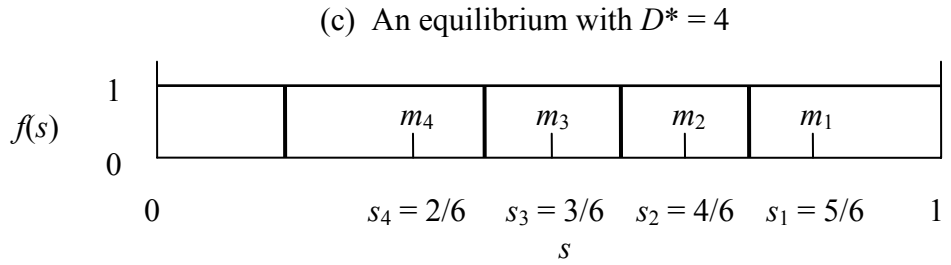 (c) An equilibrium with D* = 4
1
f(s)
0
m₄ m₃ m₂ m₁
0 s₄ = 2/6 s₃ = 3/6 s₂ = 4/6 s₁ = 5/6 1
s